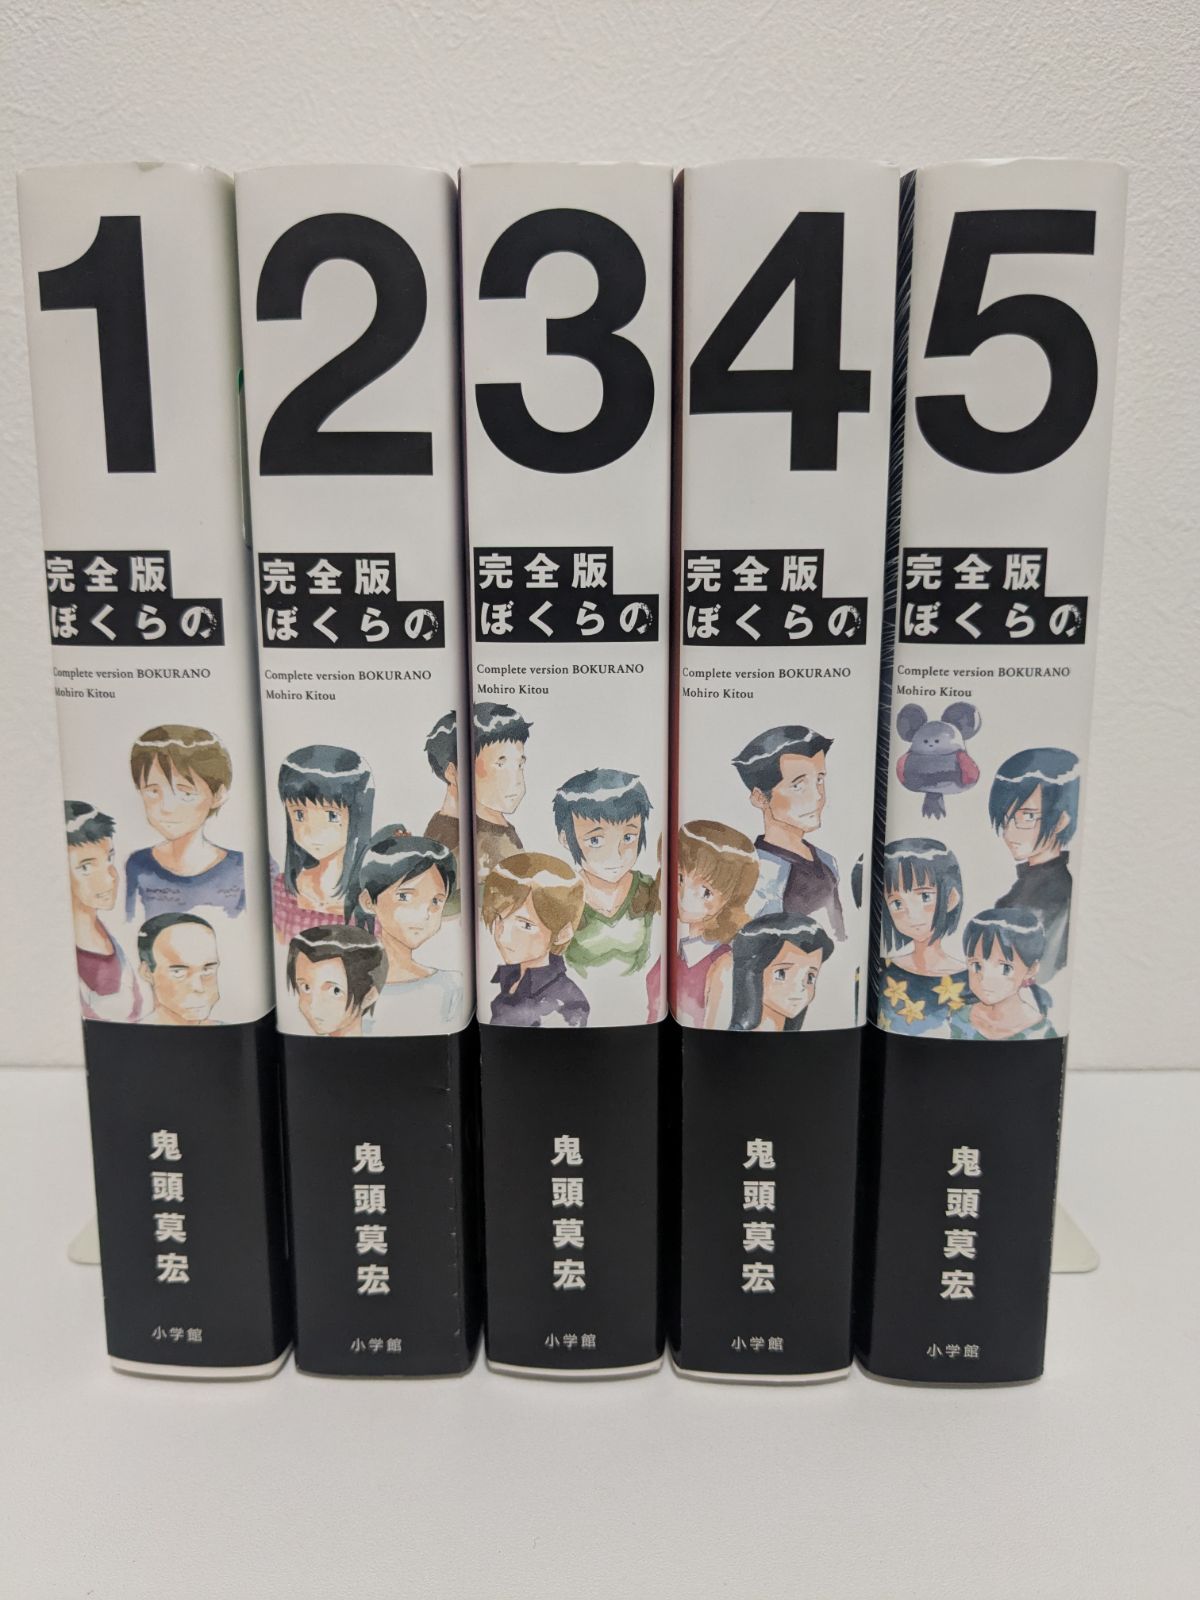 1
完全版
ぼくらの
Complete version BOKURANO
Mohiro Kitou
鬼頭莫宏
小学館
2
完全版
ぼくらの
Complete version BOKURANO
Mohiro Kitou
鬼頭莫宏
小学館
3
完全版
ぼくらの
Complete version BOKURANO
Mohiro Kitou
鬼頭莫宏
小学館
4
完全版
ぼくらの
Complete version BOKURANO
Mohiro Kitou
鬼頭莫宏
小学館
5
完全版
ぼくらの
Complete version BOKURANO
Mohiro Kitou
鬼頭莫宏
小学館